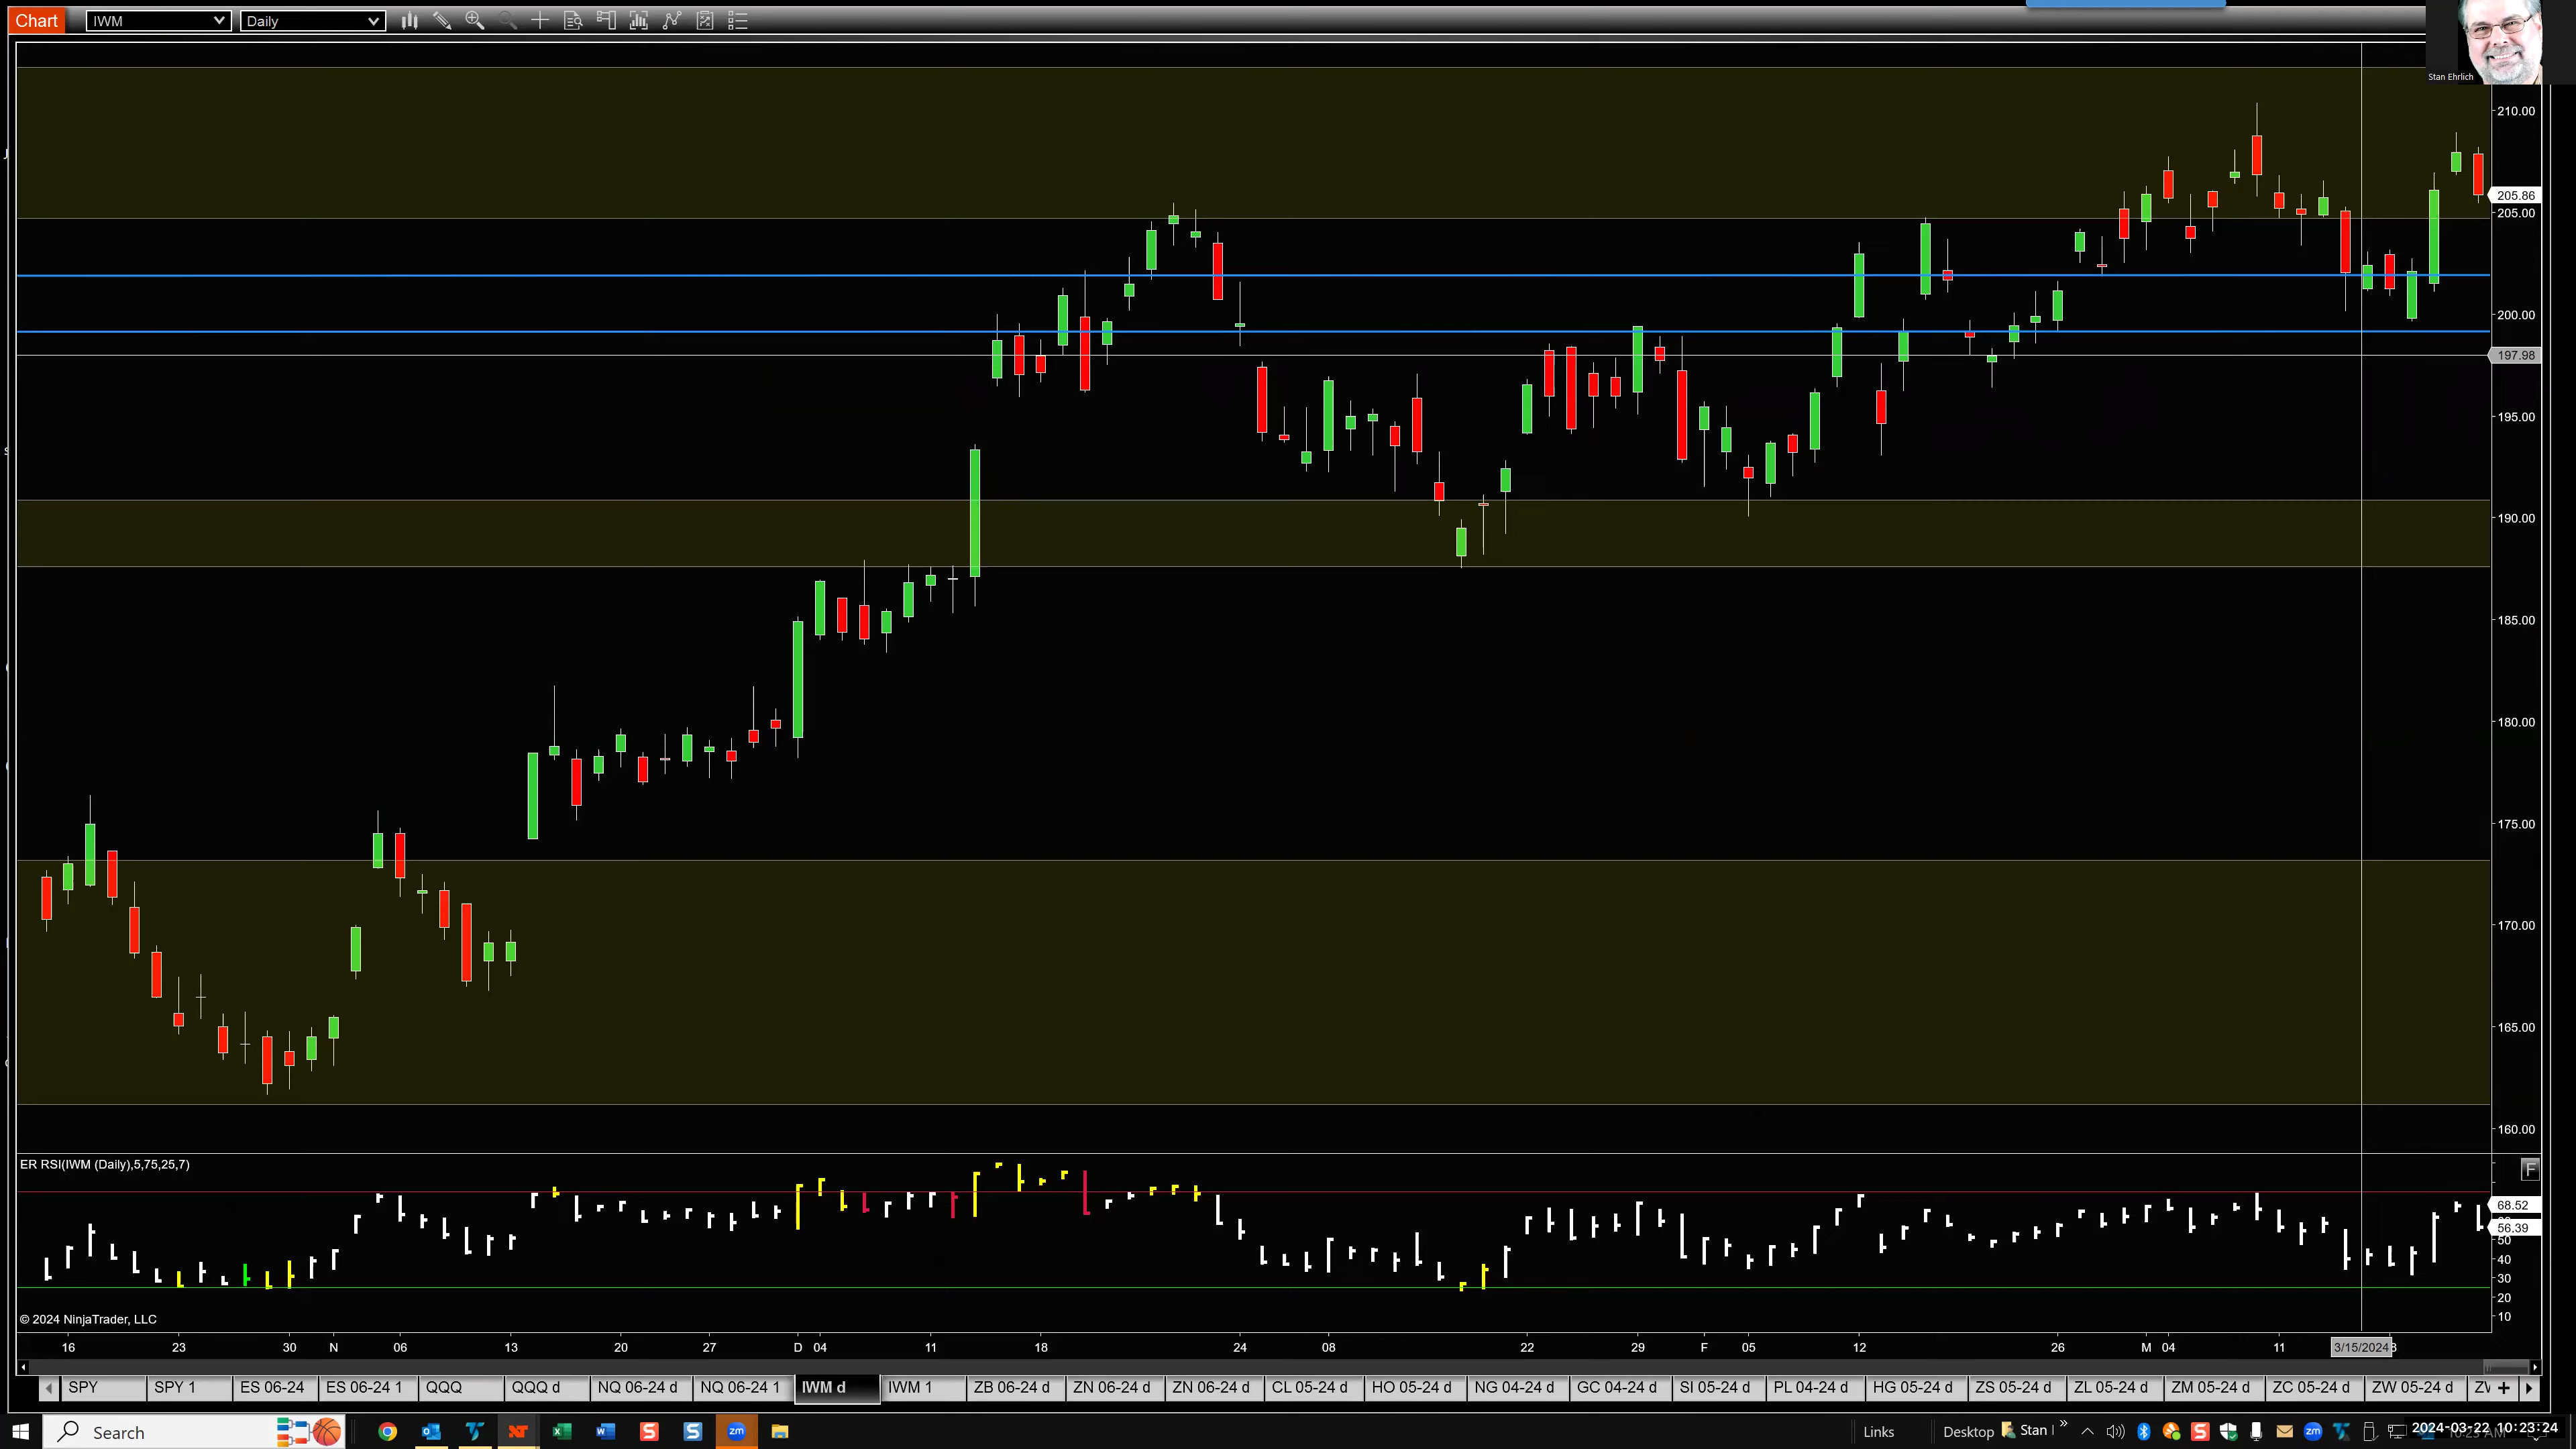 Chart IWM Daily
Stan Ehrlich
210.00
205.86
205.00
200.00
197.98
195.00
190.00
185.00
180.00
175.00
170.00
165.00
160.00
ER RSI(IWM (Daily),5,75,25,7)
F
68.52
56.39
50
40
30
20
10
© 2024 NinjaTrader, LLC
16 23 30 N 06 13 20 27 D 04 11 18 24 08 22 29 F 05 12 26 M 04 11 3/15/2024
SPY SPY 1 ES 06-24 ES 06-24 1 QQQ QQQ d NQ 06-24 d NQ 06-24 1 IWM d IWM 1 ZB 06-24 d ZN 06-24 d ZN 06-24 d CL 05-24 d HO 05-24 d NG 04-24 d GC 04-24 d SI 05-24 d PL 04-24 d HG 05-24 d ZS 05-24 d ZL 05-24 d ZM 05-24 d ZC 05-24 d ZW 05-24 d
Search Links Desktop Stan 2024-03-22 10:23:24